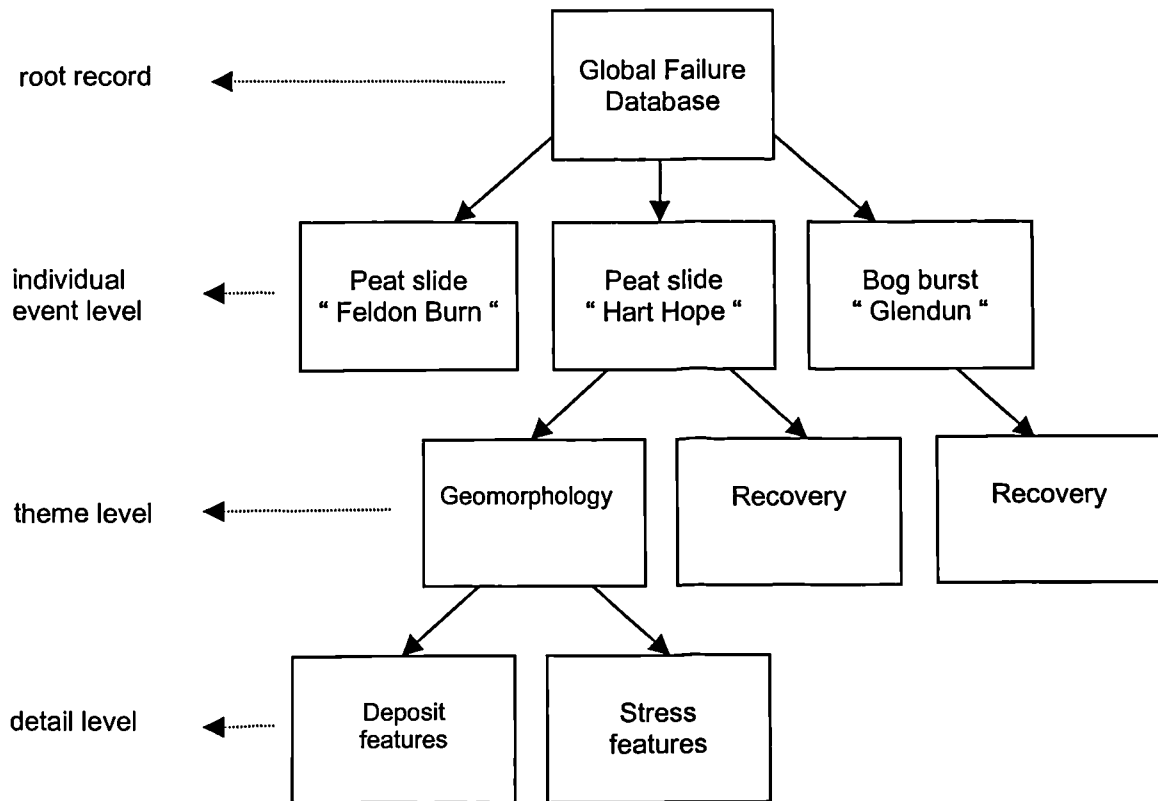 root record
Global Failure
Database
individual
event level
Peat slide
“ Feldon Burn “
Peat slide
“ Hart Hope “
Bog burst
“ Glendun “
theme level
Geomorphology
Recovery
Recovery
detail level
Deposit
features
Stress
features